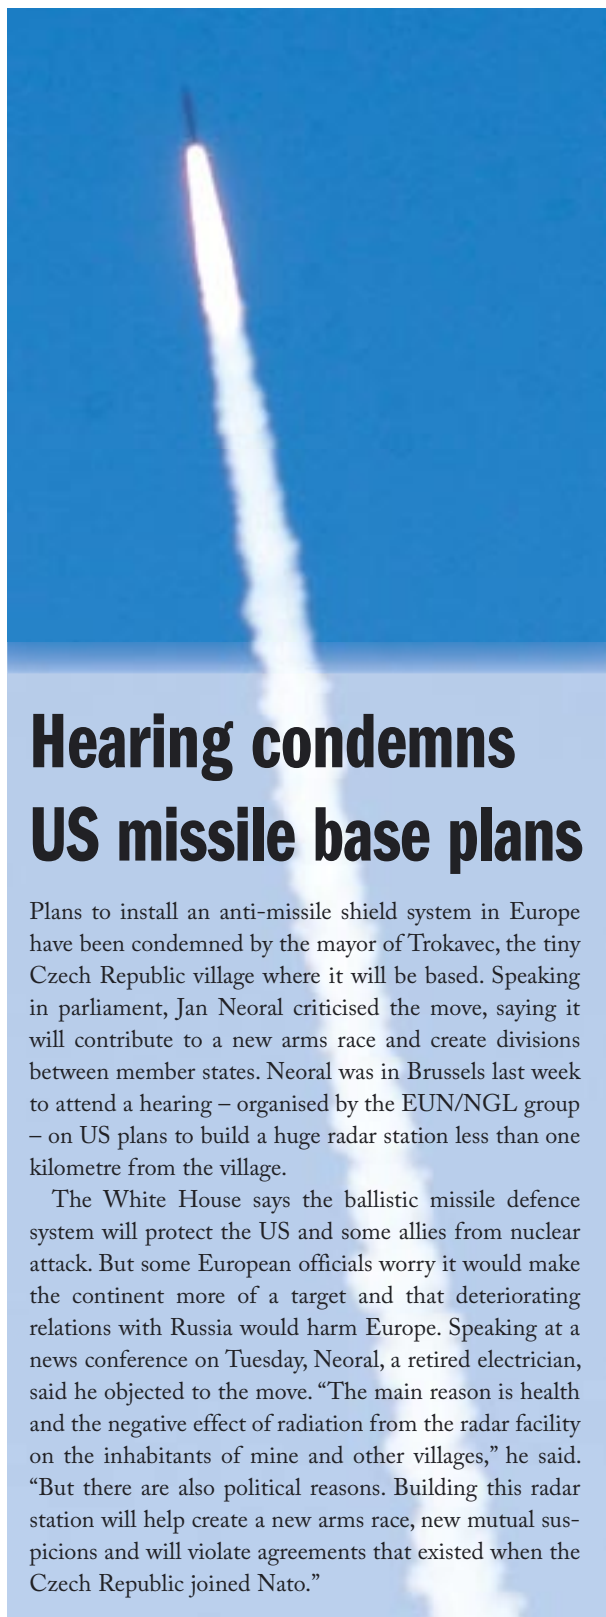 Hearing condemns
US missile base plans
Plans to install an anti-missile shield system in Europe
have been condemned by the mayor of Trokavec, the tiny
Czech Republic village where it will be based. Speaking
in parliament, Jan Neoral criticised the move, saying it
will contribute to a new arms race and create divisions
between member states. Neoral was in Brussels last week
to attend a hearing – organised by the EUN/NGL group
– on US plans to build a huge radar station less than one
kilometre from the village.
The White House says the ballistic missile defence
system will protect the US and some allies from nuclear
attack. But some European officials worry it would make
the continent more of a target and that deteriorating
relations with Russia would harm Europe. Speaking at a
news conference on Tuesday, Neoral, a retired electrician,
said he objected to the move. “The main reason is health
and the negative effect of radiation from the radar facility
on the inhabitants of mine and other villages,” he said.
“But there are also political reasons. Building this radar
station will help create a new arms race, new mutual sus-
picions and will violate agreements that existed when the
Czech Republic joined Nato.”